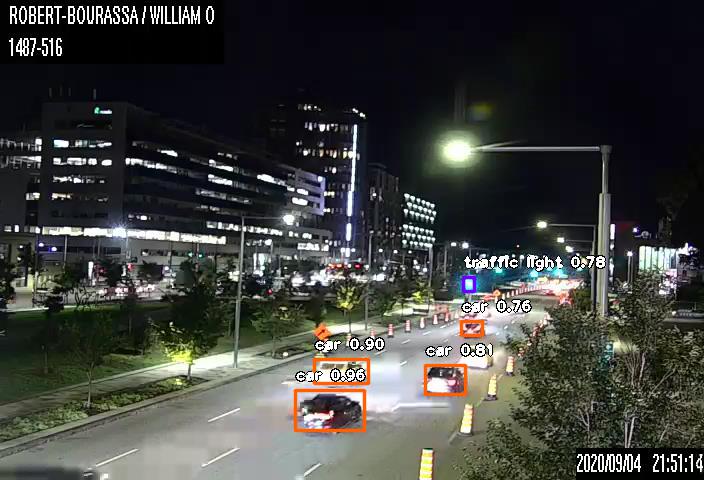 ROBERT-BOURASSA / WILLIAM O
1487-516
traffic light 0.78
car 0.76
car 0.90
car 0.81
car 0.96
2020/09/04 21:51:14